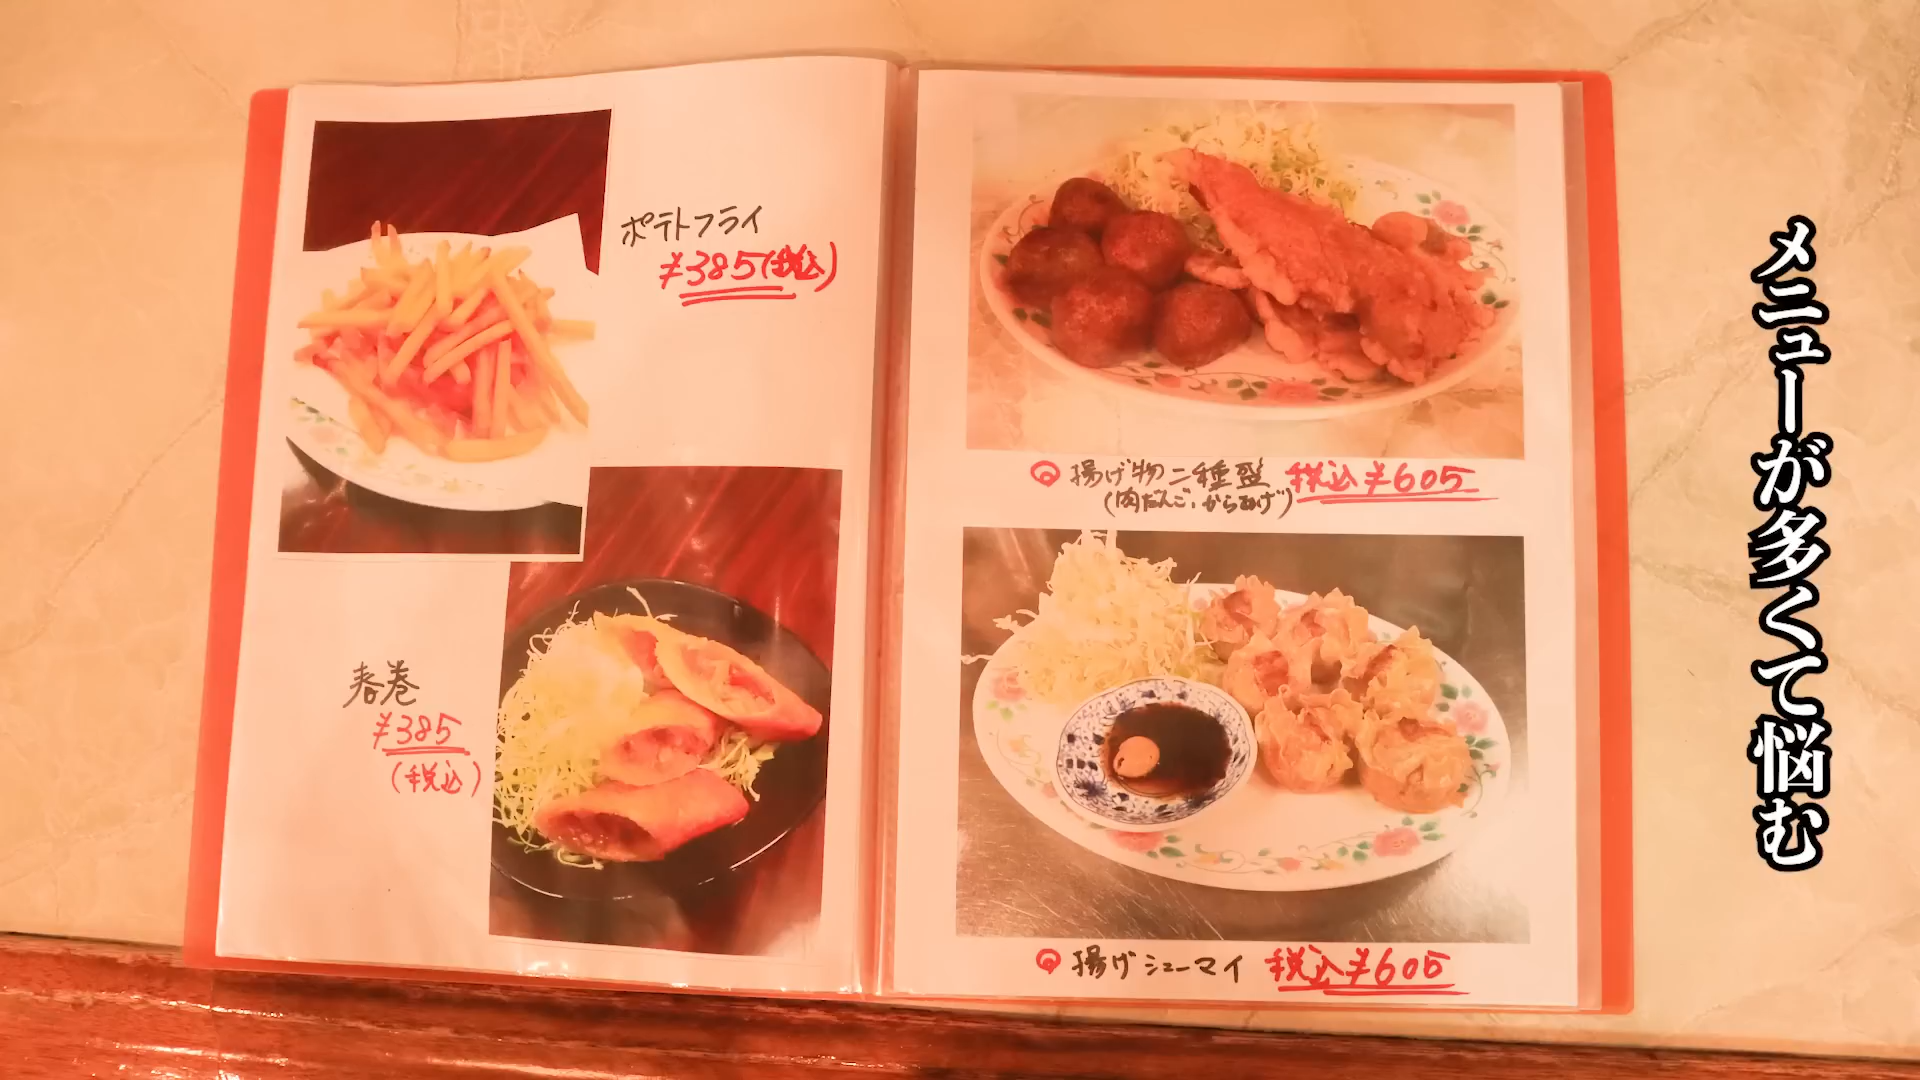 ポテトフライ
¥385(税込)
春巻
¥385
(税込)
揚げ物二種盛 税込¥605
(肉だんご、からあげ)
揚げシューマイ 税込¥605
メニューが多くて悩む